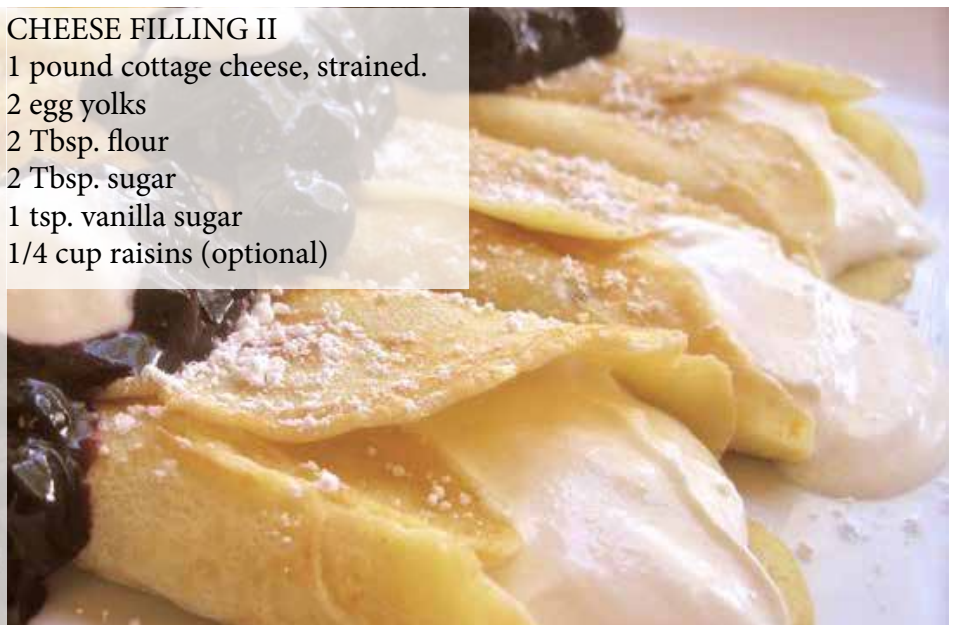 CHEESE FILLING II
1 pound cottage cheese, strained.
2 egg yolks
2 Tbsp. flour
2 Tbsp. sugar
1 tsp. vanilla sugar
1/4 cup raisins (optional)